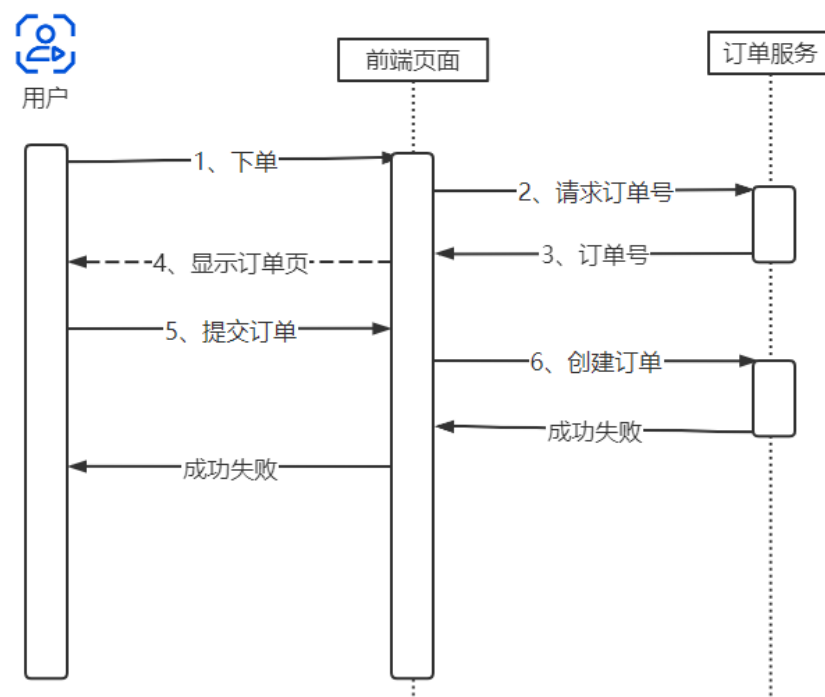 用户
前端页面
订单服务
1、下单
2、请求订单号
3、订单号
4、显示订单页
5、提交订单
6、创建订单
成功失败
成功失败